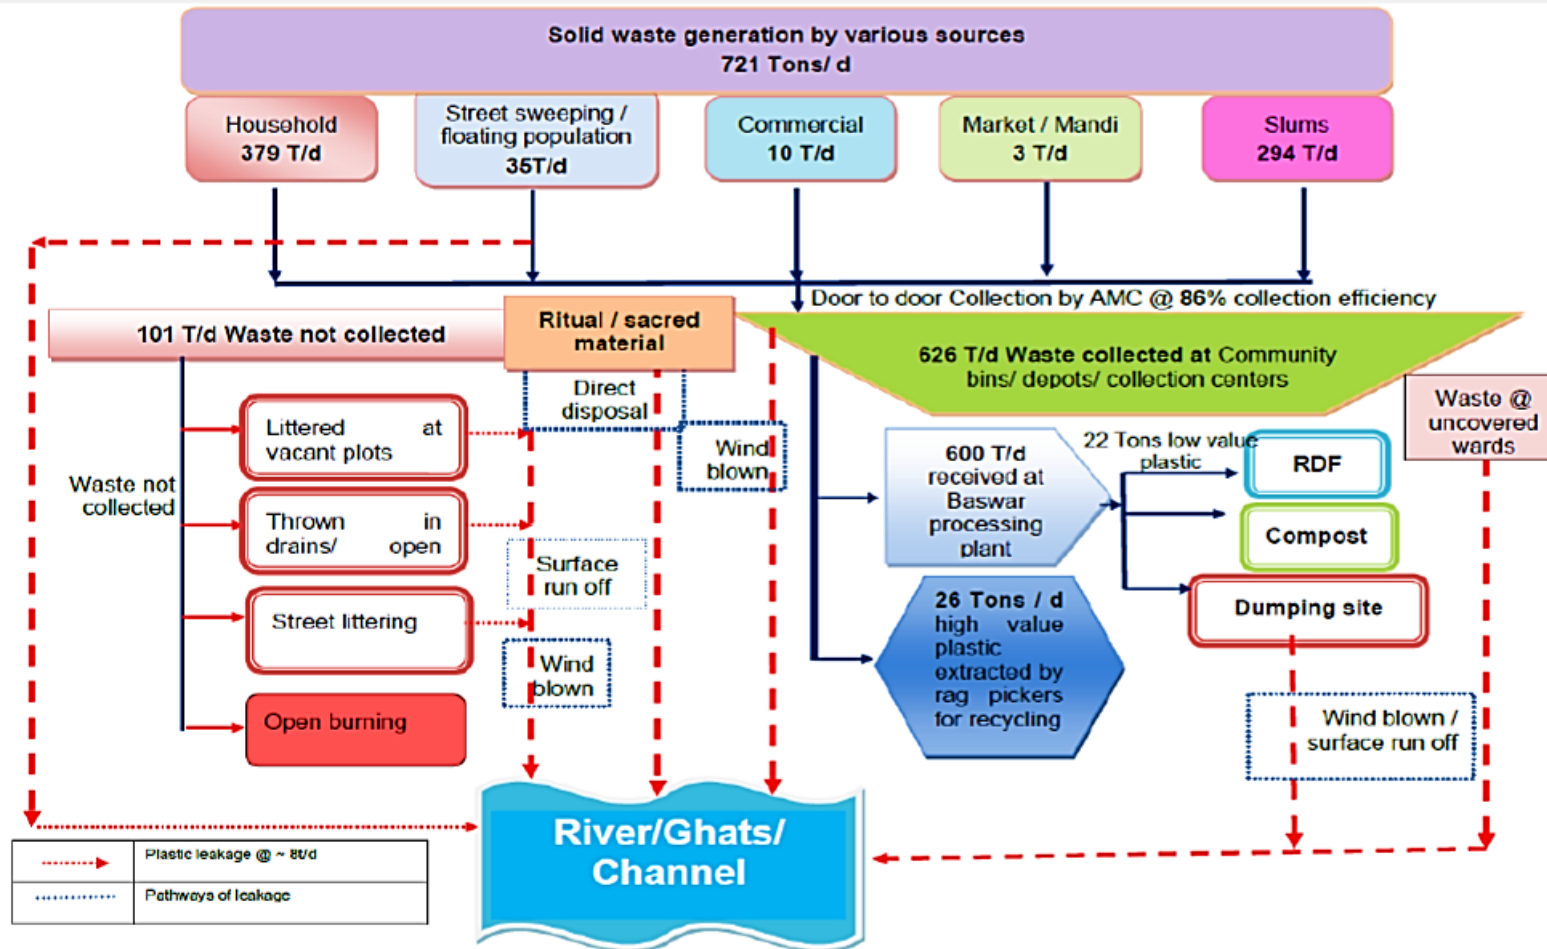 Solid waste generation by various sources
721 Tons/ d
Household
379 T/d
Street sweeping /
floating population
35T/d
Commercial
10 T/d
Market / Mandi
3 T/d
Slums
294 T/d
Door to door Collection by AMC @ 86% collection efficiency
101 T/d Waste not collected
Ritual / sacred
material
626 T/d Waste collected at Community
bins/ depots/ collection centers
Waste @
uncovered
wards
Direct
disposal
Wind
blown
Waste not
collected
Littered at
vacant plots
Thrown in
drains/ open
Street littering
Open burning
Surface
run off
Wind
blown
600 T/d
received at
Baswar
processing
plant
22 Tons low value
plastic
RDF
Compost
Dumping site
26 Tons / d
high value
plastic
extracted by
rag pickers
for recycling
Wind blown /
surface run off
River/Ghats/
Channel
Plastic leakage @ ~ 8t/d
Pathways of leakage